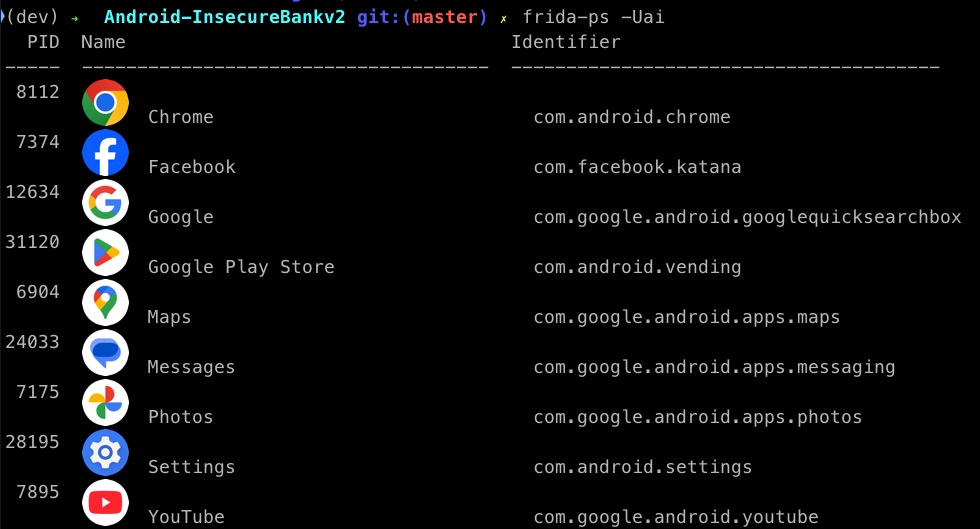 (dev) → Android-InsecureBankv2 git:(master) ✗ frida-ps -Uai
PID Name Identifier
8112 Chrome com.android.chrome
7374 Facebook com.facebook.katana
12634 Google com.google.android.googlequicksearchbox
31120 Google Play Store com.android.vending
6904 Maps com.google.android.apps.maps
24033 Messages com.google.android.apps.messaging
7175 Photos com.google.android.apps.photos
28195 Settings com.android.settings
7895 YouTube com.google.android.youtube